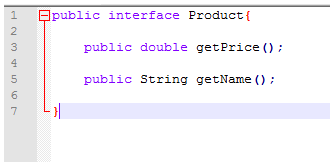 1 public interface Product{
2
3 public double getPrice();
4
5 public String getName();
6
7 }